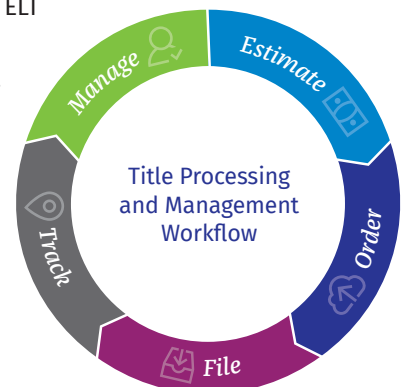 ELT
Manage
Estimate
Title Processing
and Management
Workflow
Track
Order
File